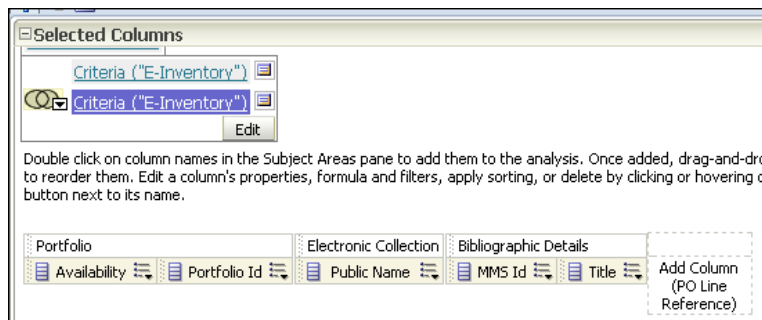 Selected Columns
Criteria ("E-Inventory")
Criteria ("E-Inventory")
Edit
Double click on column names in the Subject Areas pane to add them to the analysis. Once added, drag-and-dro
to reorder them. Edit a column's properties, formula and filters, apply sorting, or delete by clicking or hovering o
button next to its name.
Portfolio
Electronic Collection
Bibliographic Details
Availability
Portfolio Id
Public Name
MMS Id
Title
Add Column
(PO Line
Reference)